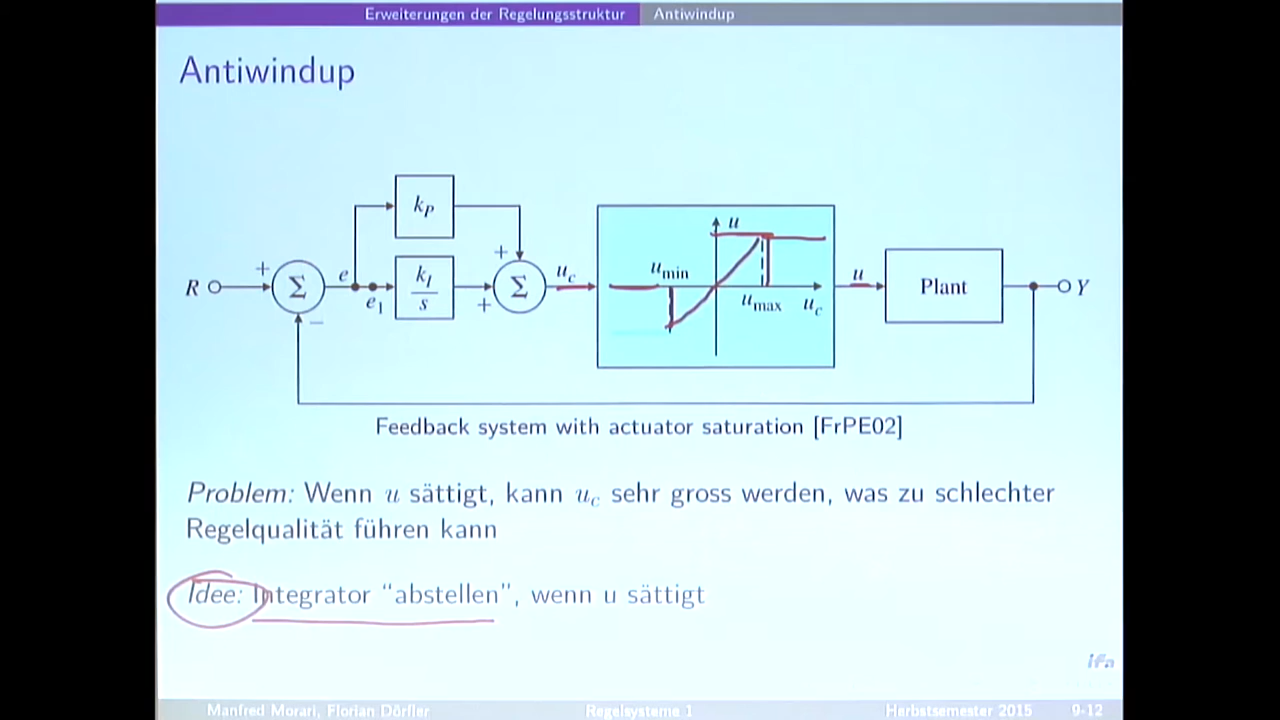 Erweiterungen der Regelungsstruktur Antiwindup
Antiwindup
k_P
R + Σ − e e_1 k_I/s + + Σ u_c
u u_min u_max u_c
u Plant Y
Feedback system with actuator saturation [FrPE02]
Problem: Wenn u sättigt, kann u_c sehr gross werden, was zu schlechter
Regelqualität führen kann
Idee: Integrator “abstellen”, wenn u sättigt
ifa
Manfred Morari, Florian Dörfler Regelsysteme 1 Herbstsemester 2015 9-12